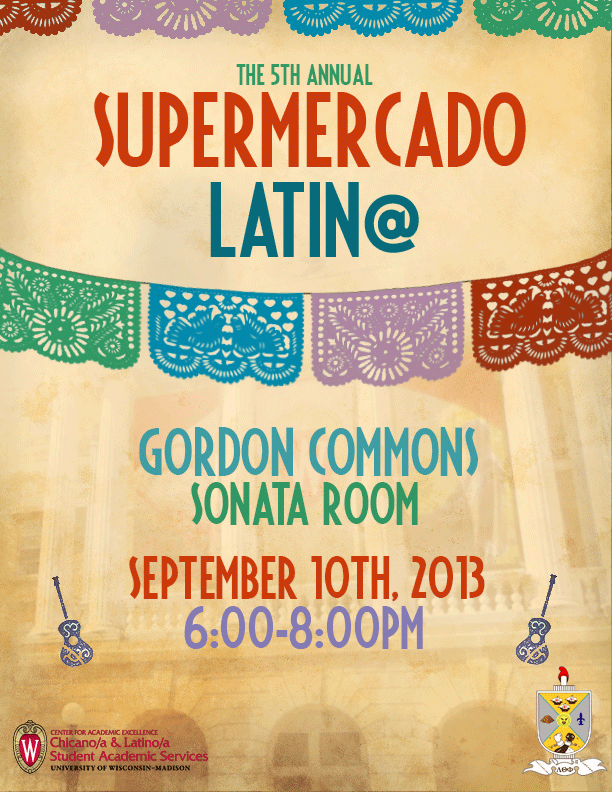 THE 5TH ANNUAL
SUPERMERCADO
LATIN@
GORDON COMMONS
SONATA ROOM
SEPTEMBER 10TH, 2013
6:00-8:00PM
W
CENTER FOR ACADEMIC EXCELLENCE
Chicano/a & Latino/a
Student Academic Services
UNIVERSITY OF WISCONSIN-MADISON
ΛΘΦ